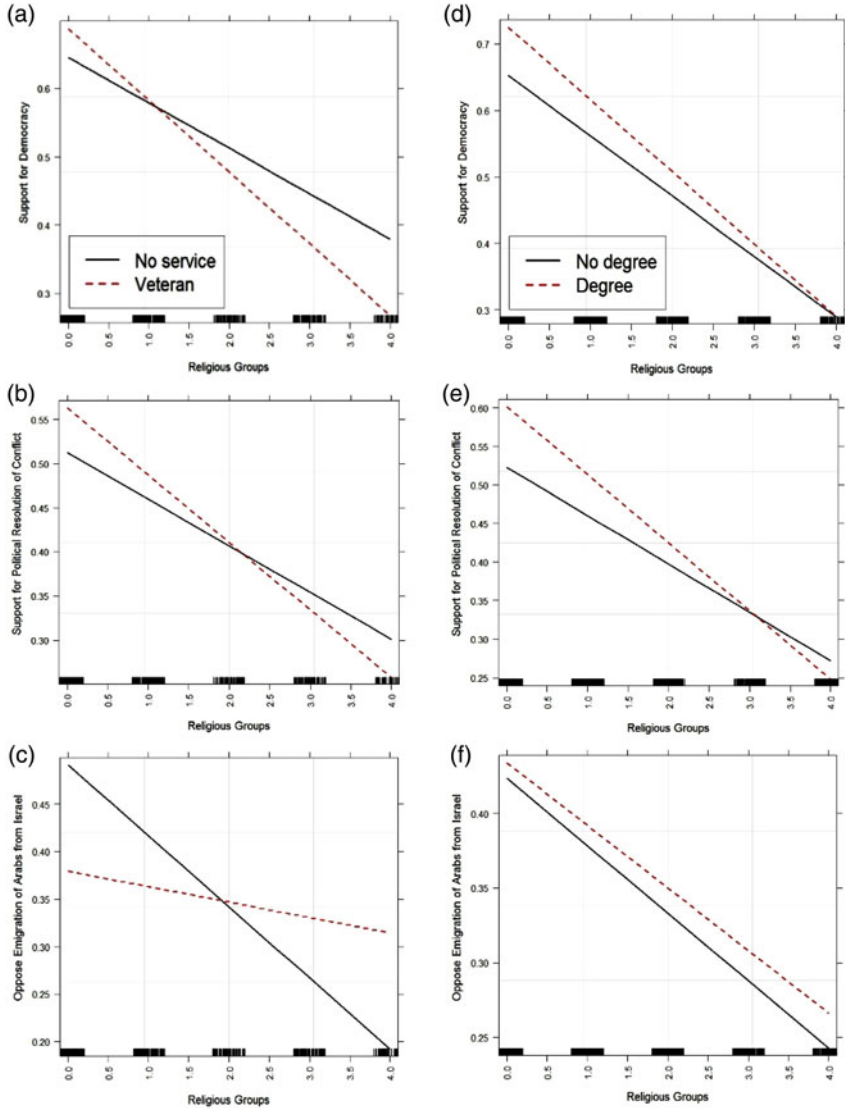 (a)
Support for Democracy
0.6
0.5
0.4
0.3
No service
Veteran
0.0 0.5 1.0 1.5 2.0 2.5 3.0 3.5 4.0
Religious Groups
(d)
Support for Democracy
0.7
0.6
0.5
0.4
0.3
No degree
Degree
0.0 0.5 1.0 1.5 2.0 2.5 3.0 3.5 4.0
Religious Groups
(b)
Support for Political Resolution of Conflict
0.55
0.50
0.45
0.40
0.35
0.30
0.0 0.5 1.0 1.5 2.0 2.5 3.0 3.5 4.0
Religious Groups
(e)
Support for Political Resolution of Conflict
0.60
0.55
0.50
0.45
0.40
0.35
0.30
0.25
0.0 0.5 1.0 1.5 2.0 2.5 3.0 3.5 4.0
Religious Groups
(c)
Oppose Emigration of Arabs from Israel
0.45
0.40
0.35
0.30
0.25
0.20
0.0 0.5 1.0 1.5 2.0 2.5 3.0 3.5 4.0
Religious Groups
(f)
Oppose Emigration of Arabs from Israel
0.40
0.35
0.30
0.25
0.0 0.5 1.0 1.5 2.0 2.5 3.0 3.5 4.0
Religious Groups